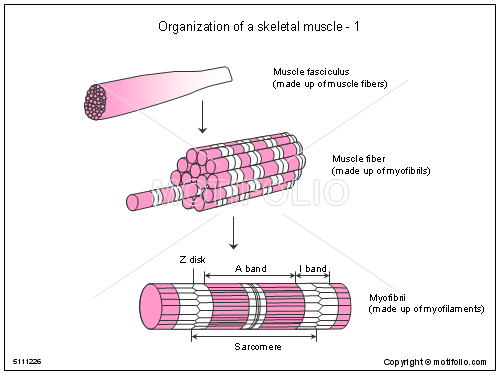 Organization of a skeletal muscle - 1
Muscle fasciculus
(made up of muscle fibers)
Muscle fiber
(made up of myofibrils)
MOTIFOLIO
Z disk
A band
I band
Myofibril
(made up of myofilaments)
Sarcomere
5111226
Copyright © motifolio.com